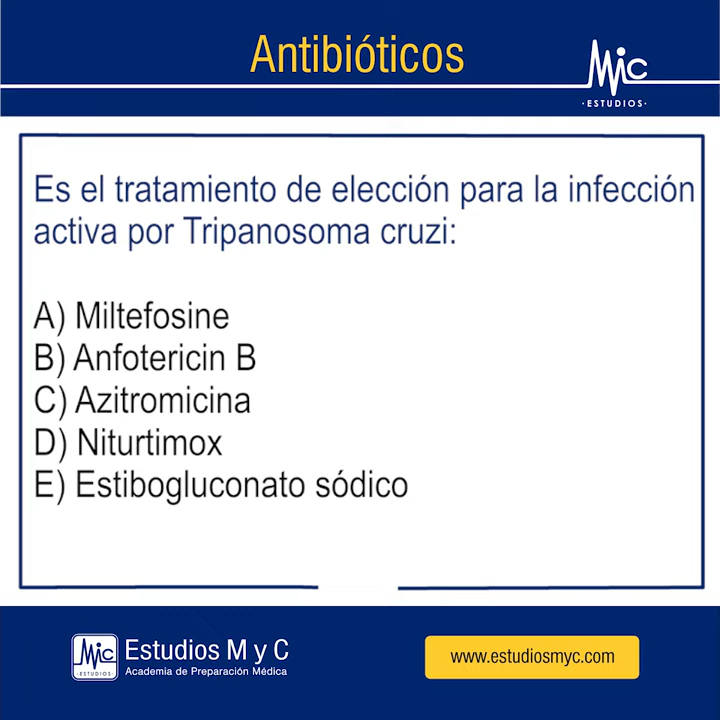 Antibióticos
MyC
·ESTUDIOS·
Es el tratamiento de elección para la infección
activa por Tripanosoma cruzi:
A) Miltefosine
B) Anfotericin B
C) Azitromicina
D) Niturtimox
E) Estibogluconato sódico
MyC
·ESTUDIOS·
Estudios M y C
Academia de Preparación Médica
www.estudiosmyc.com